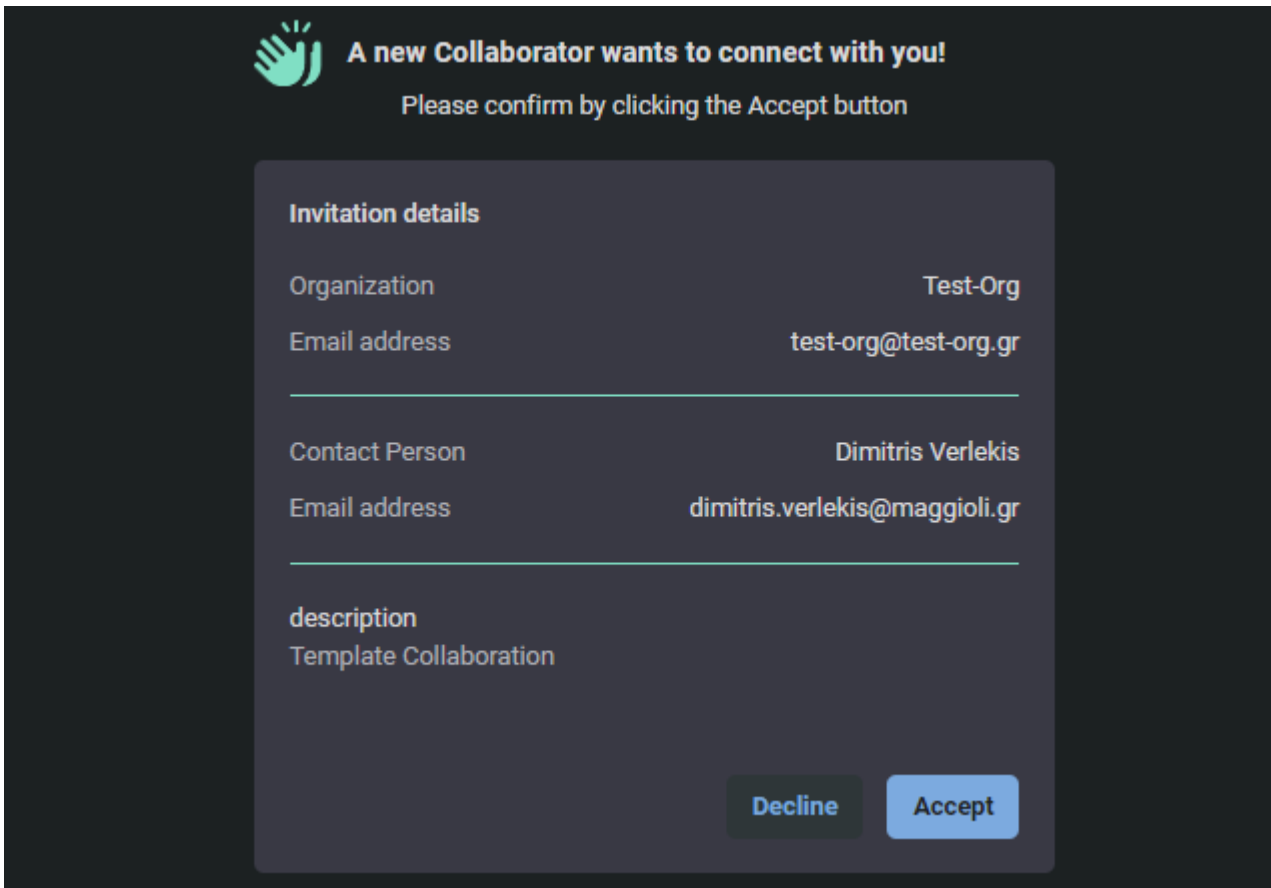 A new Collaborator wants to connect with you!
Please confirm by clicking the Accept button
Invitation details
Organization Test-Org
Email address test-org@test-org.gr
Contact Person Dimitris Verlekis
Email address dimitris.verlekis@maggioli.gr
description
Template Collaboration
Decline Accept